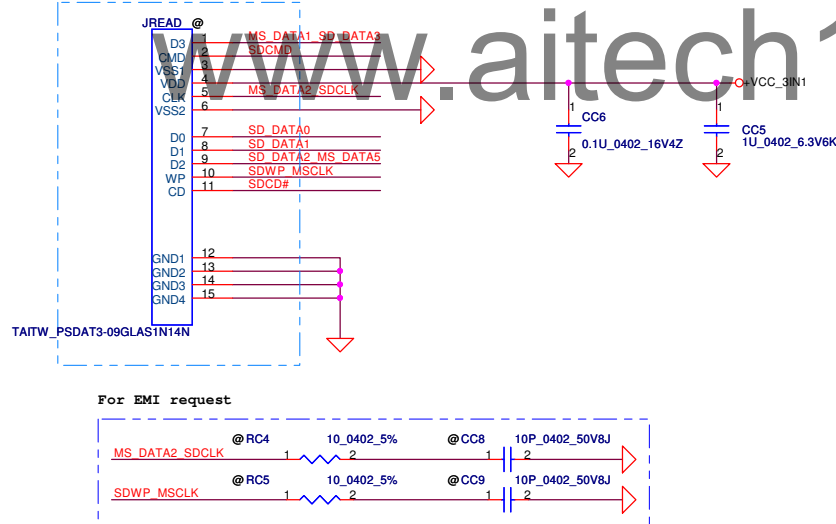 JREAD @
www.aitech1
D3 1 MS_DATA1_SD_DATA3
CMD 2 SDCMD
VSS1 3
VDD 4 +VCC_3IN1
CLK 5 MS_DATA2_SDCLK
VSS2 6
D0 7 SD_DATA0
D1 8 SD_DATA1
D2 9 SD_DATA2_MS_DATA5
WP 10 SDWP_MSCLK
CD 11 SDCD#
1 CC6
0.1U_0402_16V4Z
2
1 CC5
1U_0402_6.3V6K
2
GND1 12
GND2 13
GND3 14
GND4 15
TAITW_PSDAT3-09GLAS1N14N
For EMI request
@ RC4 10_0402_5% @ CC8 10P_0402_50V8J
MS_DATA2_SDCLK 1 2 1 2
@ RC5 10_0402_5% @ CC9 10P_0402_50V8J
SDWP_MSCLK 1 2 1 2